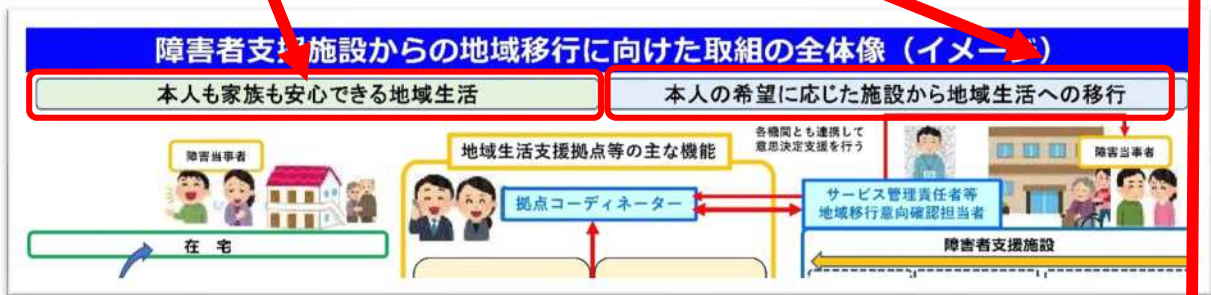 障害者支援施設からの地域移行に向けた取組の全体像（イメージ）
本人も家族も安心できる地域生活
本人の希望に応じた施設から地域生活への移行
各機関とも連携して
意思決定支援を行う
障害当事者
地域生活支援拠点等の主な機能
障害当事者
拠点コーディネーター
サービス管理責任者等
地域移行意向確認担当者
在 宅
障害者支援施設